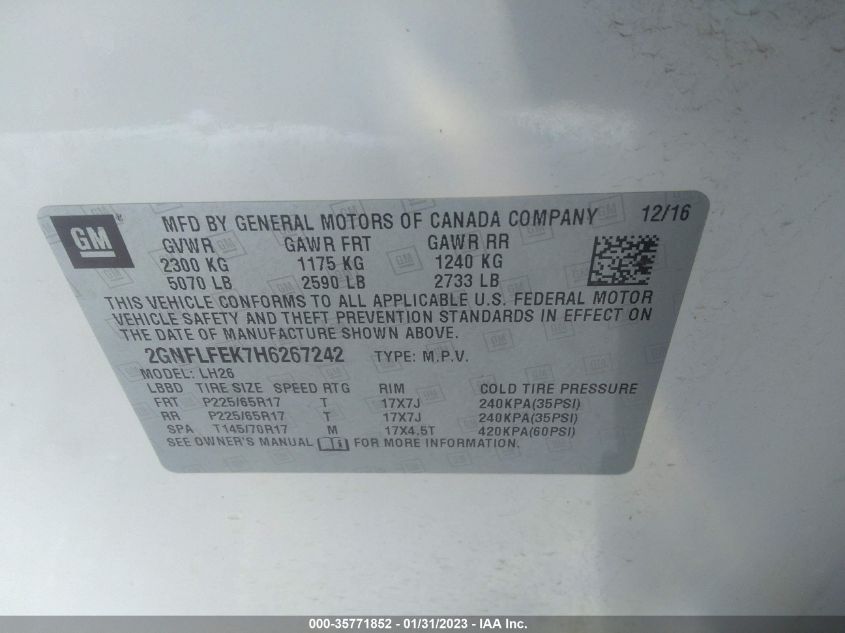 GM
MFD BY GENERAL MOTORS OF CANADA COMPANY 12/16
GVWR GAWR FRT GAWR RR
2300 KG 1175 KG 1240 KG
5070 LB 2590 LB 2733 LB
THIS VEHICLE CONFORMS TO ALL APPLICABLE U.S. FEDERAL MOTOR
VEHICLE SAFETY AND THEFT PREVENTION STANDARDS IN EFFECT ON
THE DATE OF MANUFACTURE SHOWN ABOVE.
2GNFLFEK7H6267242 TYPE: M.P.V.
MODEL: LH26
LBBD TIRE SIZE SPEED RTG RIM COLD TIRE PRESSURE
FRT P225/65R17 T 17X7J 240KPA(35PSI)
RR P225/65R17 T 17X7J 240KPA(35PSI)
SPA T145/70R17 M 17X4.5T 420KPA(60PSI)
SEE OWNER'S MANUAL FOR MORE INFORMATION.
000-35771852 - 01/31/2023 - IAA Inc.